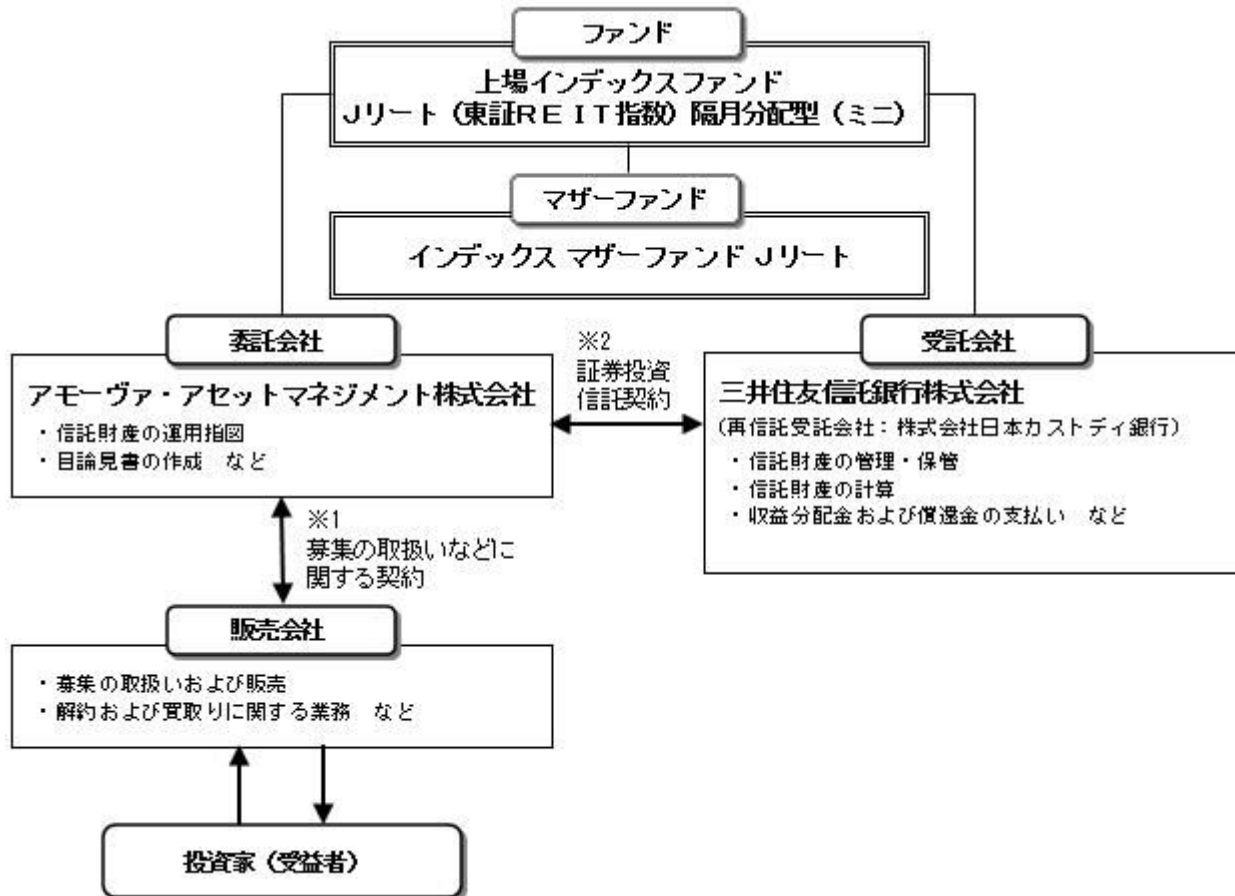 ファンド
上場インデックスファンド
Jリート（東証ＲＥＩＴ指数）隔月分配型（ミニ）
マザーファンド
インデックス マザーファンド Jリート
委託会社
アモーヴァ・アセットマネジメント株式会社
・信託財産の運用指図
・目論見書の作成　など
※2
証券投資
信託契約
受託会社
三井住友信託銀行株式会社
（再信託受託会社：株式会社日本カストディ銀行）
・信託財産の管理・保管
・信託財産の計算
・収益分配金および償還金の支払い　など
※1
募集の取扱いなどに
関する契約
販売会社
・募集の取扱いおよび販売
・解約および買取りに関する業務　など
投資家（受益者）